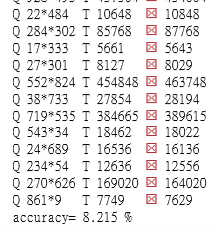 Q 22*484 T 10648 ☒ 10848
Q 284*302 T 85768 ☒ 87768
Q 17*333 T 5661 ☒ 5643
Q 27*301 T 8127 ☒ 8029
Q 552*824 T 454848 ☒ 463748
Q 38*733 T 27854 ☒ 28194
Q 719*535 T 384665 ☒ 389615
Q 543*34 T 18462 ☒ 18022
Q 24*689 T 16536 ☒ 16136
Q 234*54 T 12636 ☒ 12556
Q 270*626 T 169020 ☒ 164020
Q 861*9 T 7749 ☒ 7629
accuracy= 8.215 %